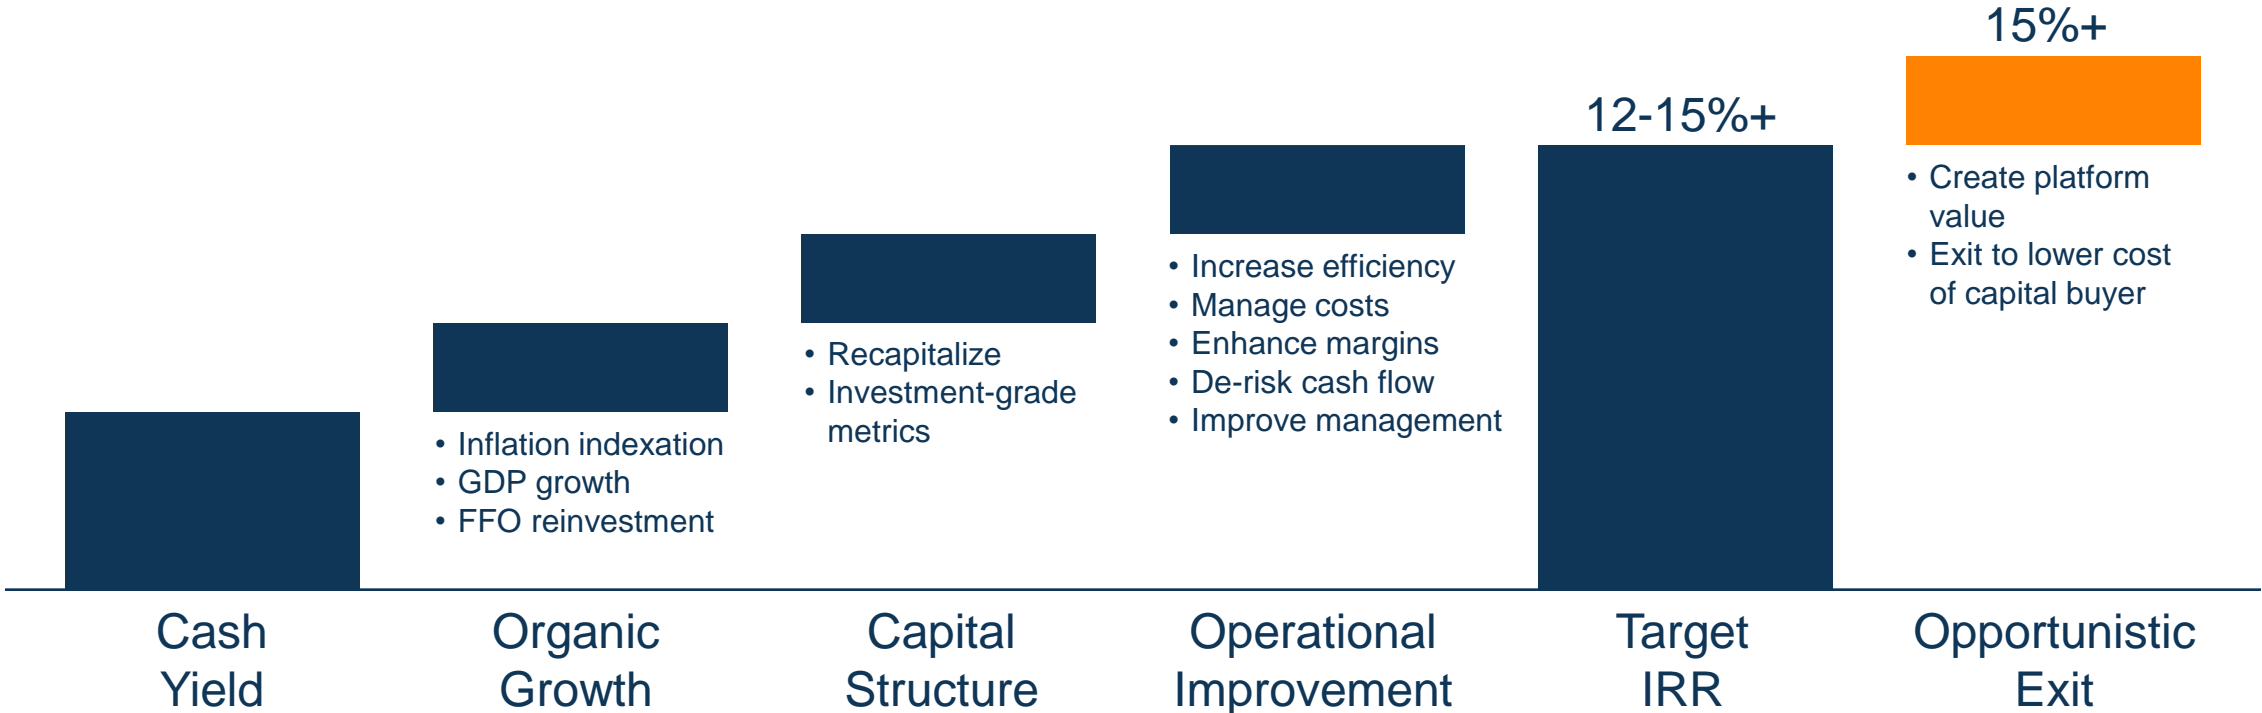 15%+
12-15%+
• Create platform
value
• Exit to lower cost
of capital buyer
• Increase efficiency
• Manage costs
• Enhance margins
• De-risk cash flow
• Improve management
• Recapitalize
• Investment-grade
metrics
• Inflation indexation
• GDP growth
• FFO reinvestment
Cash
Yield
Organic
Growth
Capital
Structure
Operational
Improvement
Target
IRR
Opportunistic
Exit